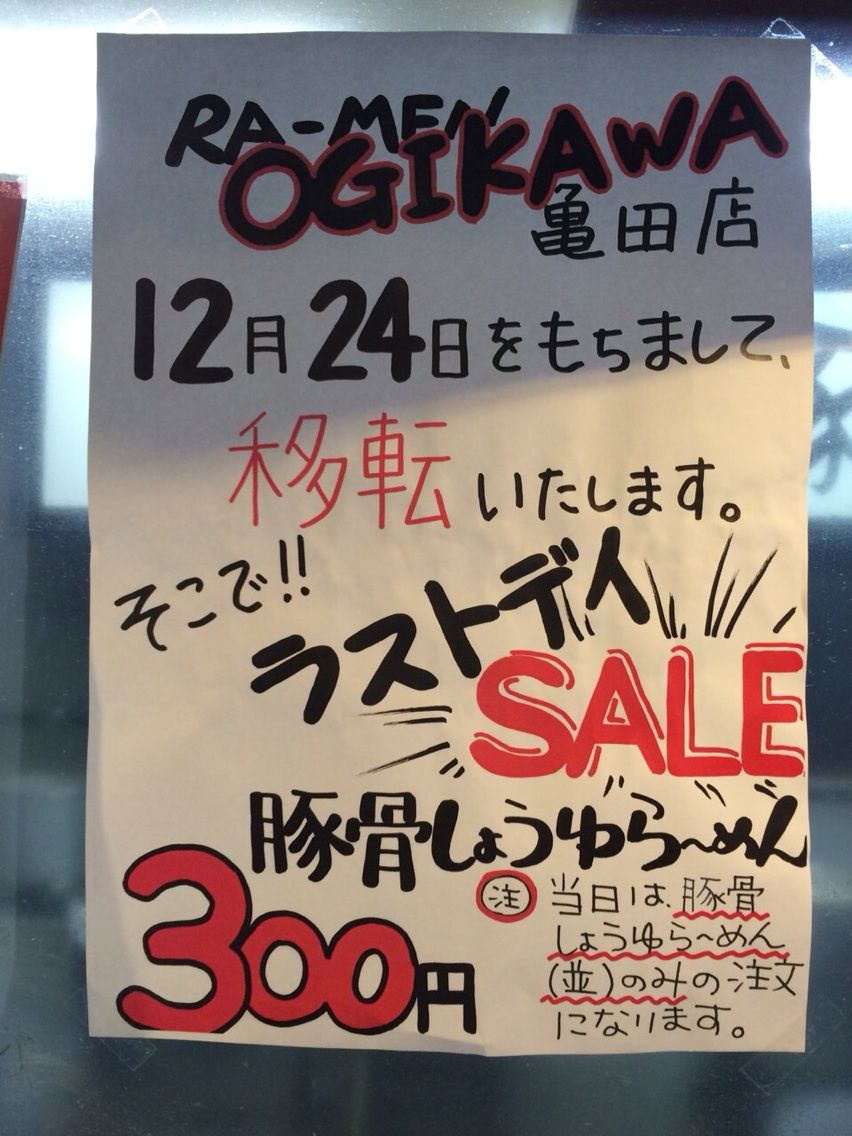 RA-MEN
OGIKAWA
亀田店
12月24日をもちまして、
移転いたします。
そこで!!
ラストデイ
SALE
豚骨しょうゆら〜めん
300円
注 当日は、豚骨
しょうゆら〜めん
(並)のみの注文
になります。